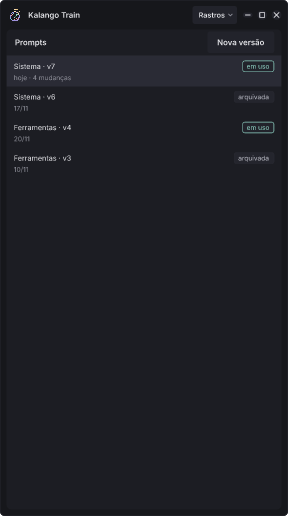 Kalango Train
Rastros
Prompts
Nova versão
Sistema · v7
em uso
hoje · 4 mudanças
Sistema · v6
arquivada
17/11
Ferramentas · v4
em uso
20/11
Ferramentas · v3
arquivada
10/11